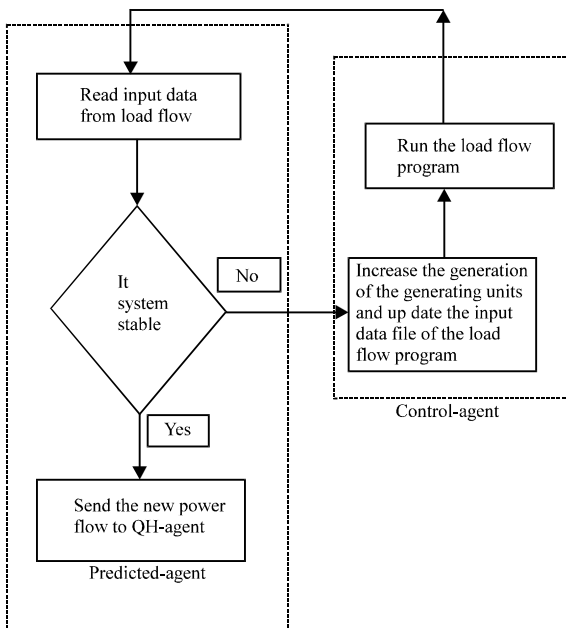 Read input data
from load flow
It
system
stable
No
Yes
Send the new power
flow to QH-agent
Predicted-agent
Run the load flow
program
Increase the generation
of the generating units
and up date the input
data file of the load
flow program
Control-agent